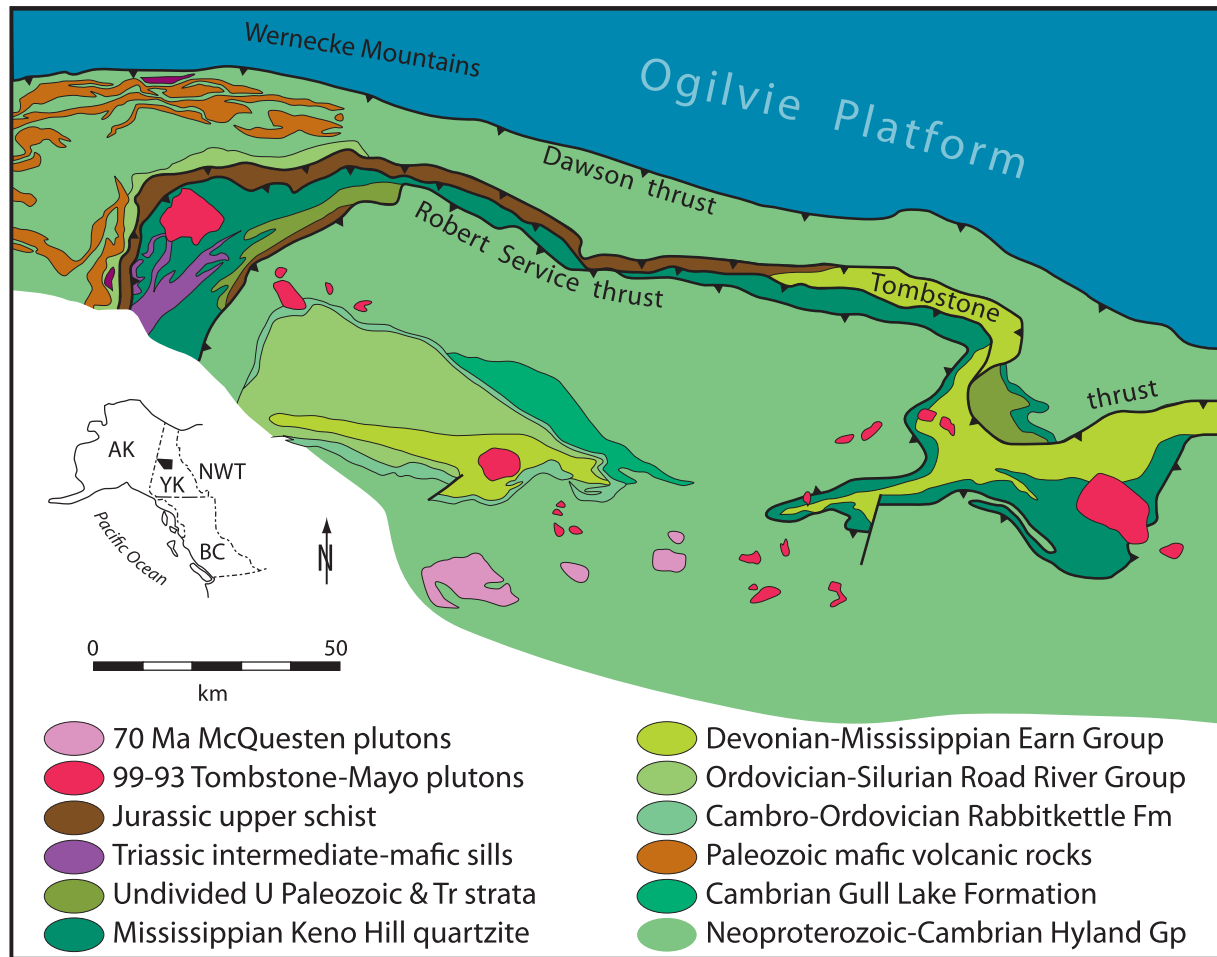 Wernecke Mountains
Ogilvie Platform
Dawson thrust
Robert Service thrust
Tombstone
thrust
AK
NWT
YK
BC
Pacific Ocean
N
0 50
km
70 Ma McQuesten plutons
99-93 Tombstone-Mayo plutons
Jurassic upper schist
Triassic intermediate-mafic sills
Undivided U Paleozoic & Tr strata
Mississippian Keno Hill quartzite
Devonian-Mississippian Earn Group
Ordovician-Silurian Road River Group
Cambro-Ordovician Rabbitkettle Fm
Paleozoic mafic volcanic rocks
Cambrian Gull Lake Formation
Neoproterozoic-Cambrian Hyland Gp